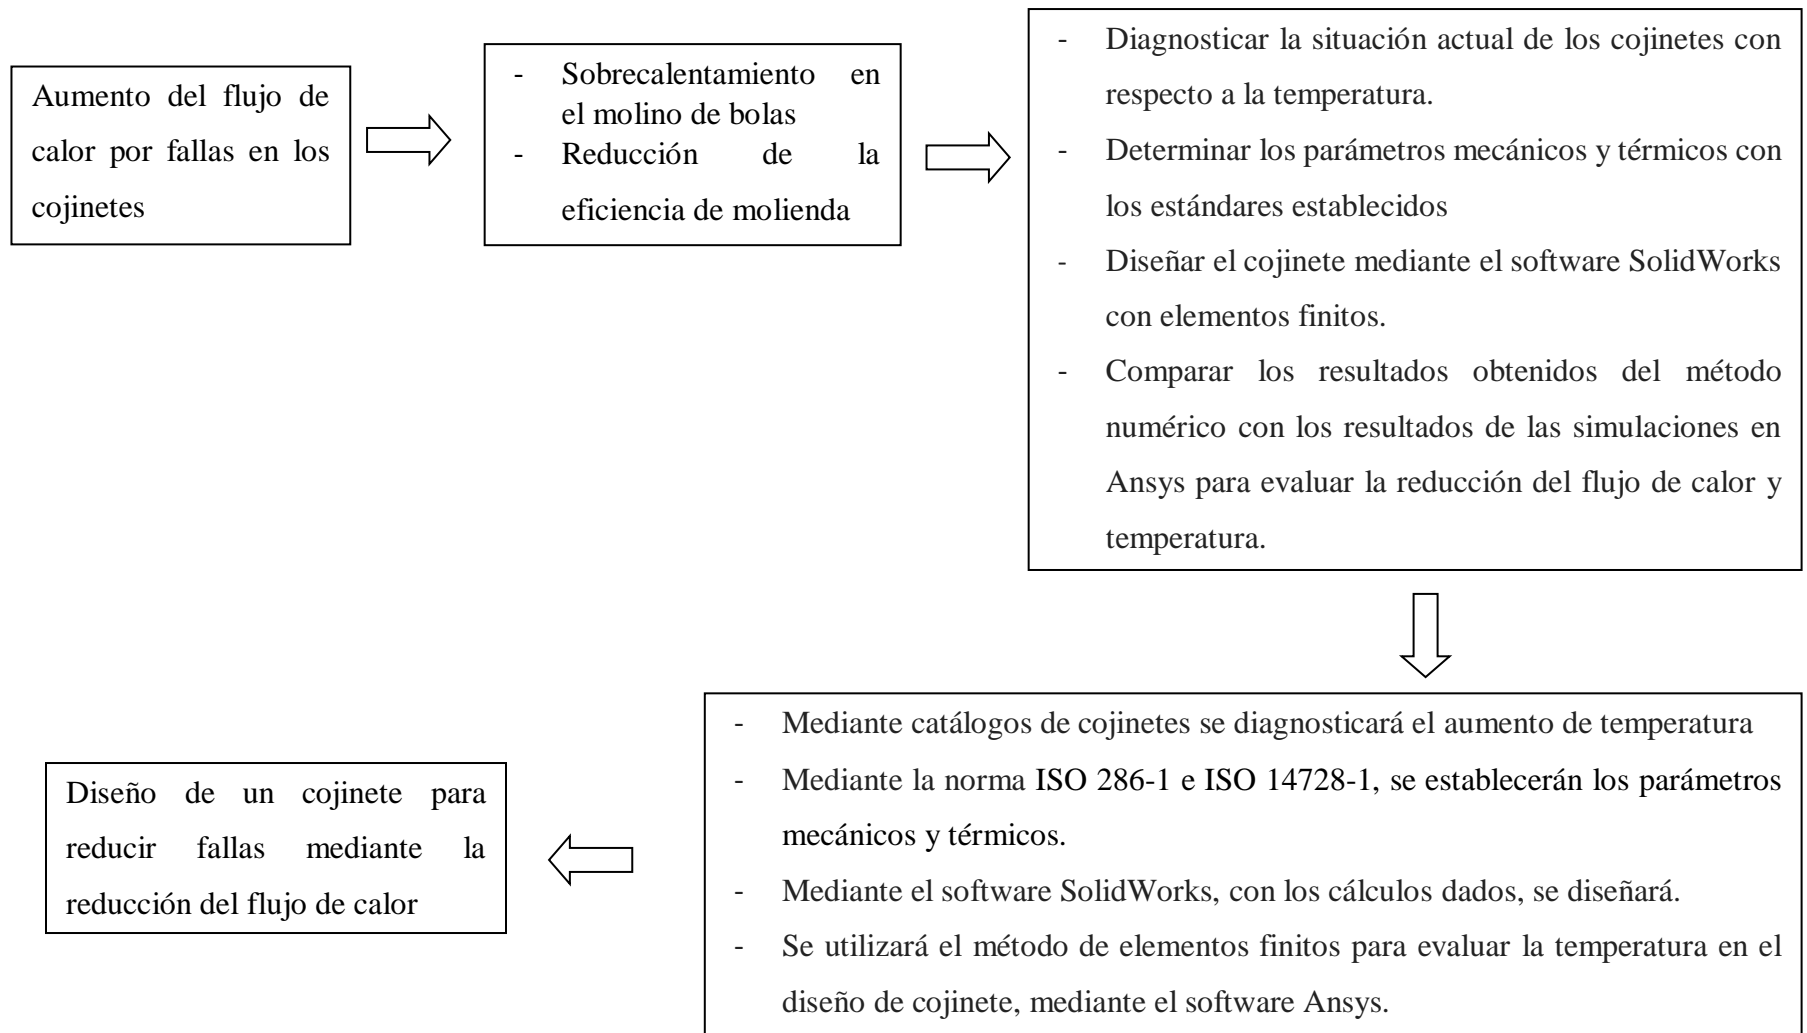 Aumento del flujo de
calor por fallas en los
cojinetes
- Sobrecalentamiento en
el molino de bolas
- Reducción de la
eficiencia de molienda
- Diagnosticar la situación actual de los cojinetes con
respecto a la temperatura.
- Determinar los parámetros mecánicos y térmicos con
los estándares establecidos
- Diseñar el cojinete mediante el software SolidWorks
con elementos finitos.
- Comparar los resultados obtenidos del método
numérico con los resultados de las simulaciones en
Ansys para evaluar la reducción del flujo de calor y
temperatura.
- Mediante catálogos de cojinetes se diagnosticará el aumento de temperatura
- Mediante la norma ISO 286-1 e ISO 14728-1, se establecerán los parámetros
mecánicos y térmicos.
- Mediante el software SolidWorks, con los cálculos dados, se diseñará.
- Se utilizará el método de elementos finitos para evaluar la temperatura en el
diseño de cojinete, mediante el software Ansys.
Diseño de un cojinete para
reducir fallas mediante la
reducción del flujo de calor